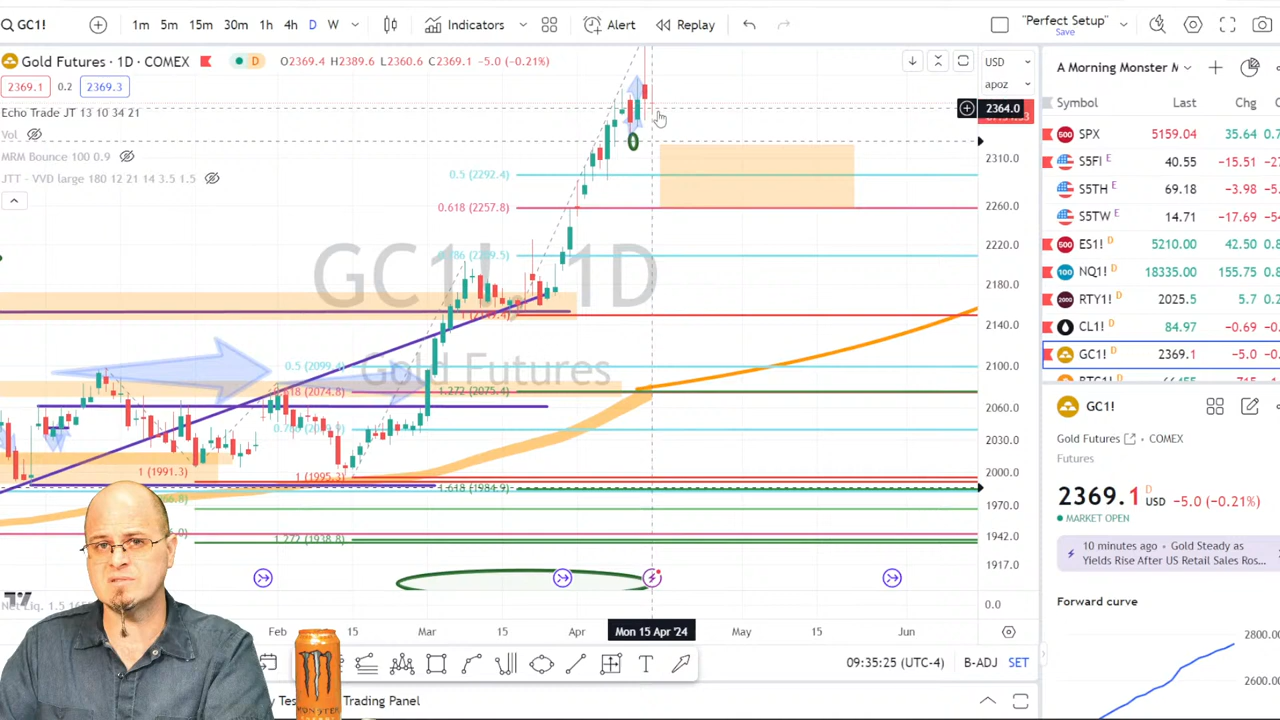 GC1!
1m 5m 15m 30m 1h 4h D W
Indicators
Alert
Replay
"Perfect Setup"
Save
Gold Futures · 1D · COMEX
D
O2369.4 H2389.6 L2360.6 C2369.1 -5.0 (-0.21%)
2369.1 0.2 2369.3
Echo Trade JT 13 10 34 21
Vol
MRM Bounce 100 0.9
JTT - VVD large 180 12 21 14 3.5 1.5
USD
apoz
2364.0
2310.0
2260.0
2220.0
2180.0
2140.0
2100.0
2060.0
2030.0
2000.0
1970.0
1942.0
1917.0
0.0
0
0.5 (2292.4)
0.618 (2257.8)
GC1! 1D
Gold Futures
0.5 (2099.4)
1.272 (2075.4)
1 (1991.3)
1 (1995.3)
1.618 (1984.9)
1.272 (1938.8)
Feb 15 Mar 15 Apr Mon 15 Apr '24 May 15 Jun
09:35:25 (UTC-4) B-ADJ SET
Trading Panel
MONSTER
A Morning Monster M
Symbol Last Chg
SPX 5159.04 35.64
S5FI E 40.55 -15.51
S5TH E 69.18 -3.98
S5TW E 14.71 -17.69
ES1! D 5210.00 42.50
NQ1! D 18335.00 155.75
RTY1! D 2025.5 5.7
CL1! D 84.97 -0.69
GC1! D 2369.1 -5.0
GC1!
Gold Futures COMEX
Futures
2369.1 D USD -5.0 (-0.21%)
MARKET OPEN
10 minutes ago · Gold Steady as
Yields Rise After US Retail Sales Ros...
Forward curve
2800.0
2600.0